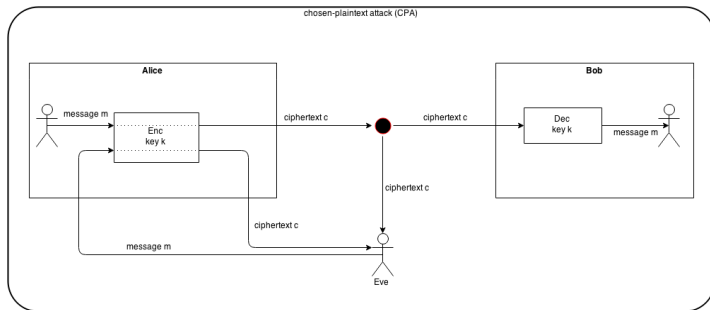 chosen-plaintext attack (CPA)
Alice
Bob
message m
Enc
key k
ciphertext c
ciphertext c
Dec
key k
message m
ciphertext c
ciphertext c
message m
Eve